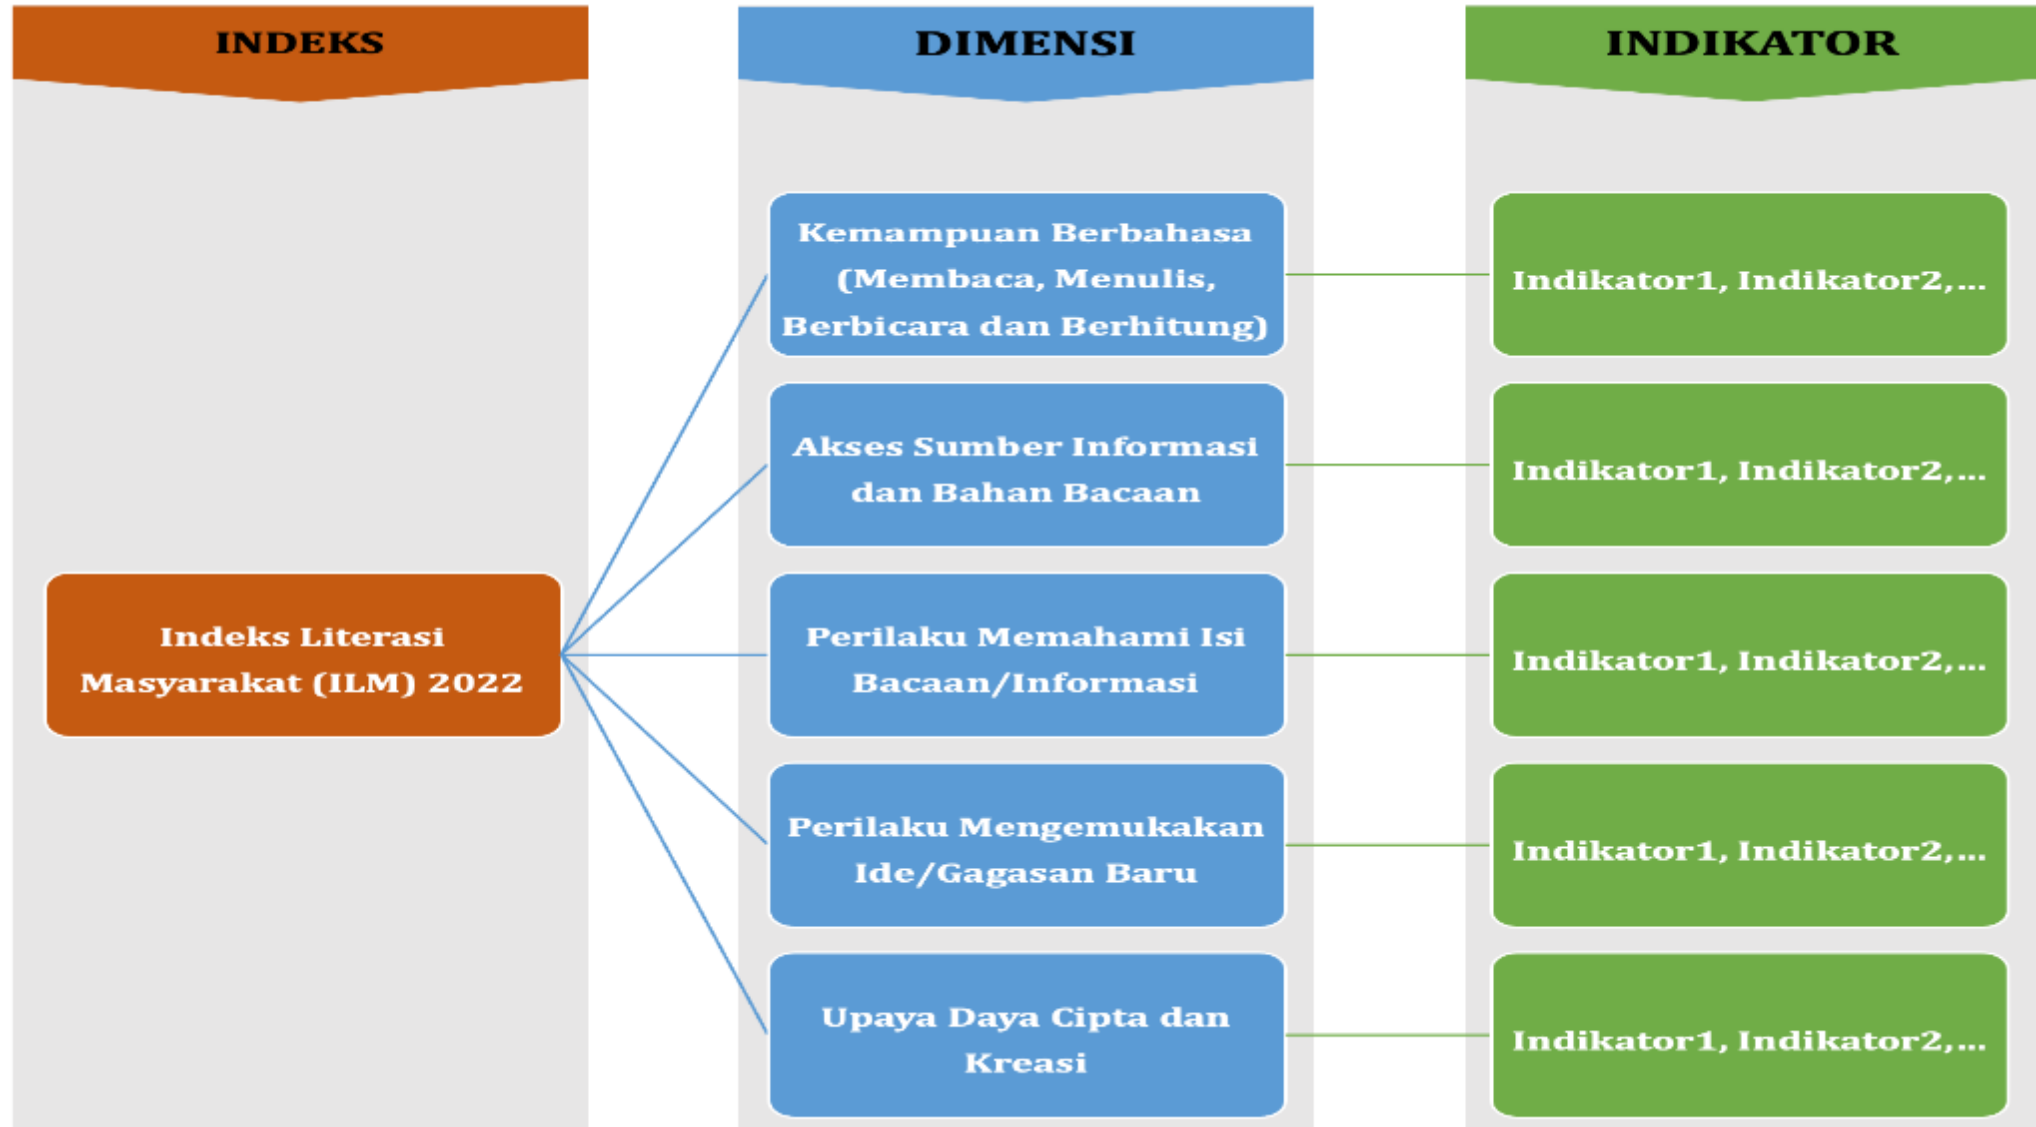 INDEKS
DIMENSI
INDIKATOR
Indeks Literasi
Masyarakat (ILM) 2022
Kemampuan Berbahasa
(Membaca, Menulis,
Berbicara dan Berhitung)
Indikator1, Indikator2,...
Akses Sumber Informasi
dan Bahan Bacaan
Indikator1, Indikator2,...
Perilaku Memahami Isi
Bacaan/Informasi
Indikator1, Indikator2,...
Perilaku Mengemukakan
Ide/Gagasan Baru
Indikator1, Indikator2,...
Upaya Daya Cipta dan
Kreasi
Indikator1, Indikator2,...